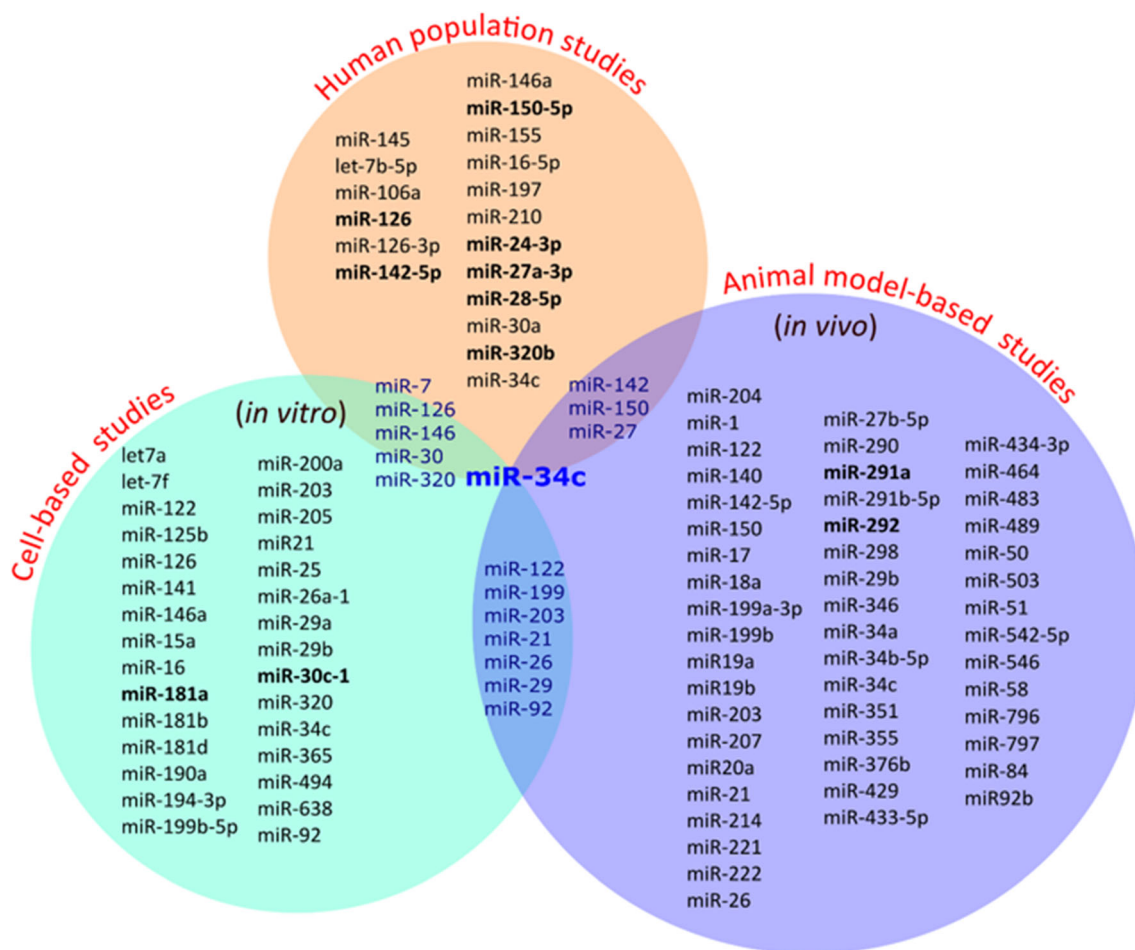 Human population studies
miR-145
let-7b-5p
miR-106a
miR-126
miR-126-3p
miR-142-5p
miR-146a
miR-150-5p
miR-155
miR-16-5p
miR-197
miR-210
miR-24-3p
miR-27a-3p
miR-28-5p
miR-30a
miR-320b
miR-34c
miR-7
miR-126
miR-146
miR-30
miR-320
miR-142
miR-150
miR-27
miR-34c
miR-122
miR-199
miR-203
miR-21
miR-26
miR-29
miR-92
Cell-based studies
(in vitro)
let7a
let-7f
miR-122
miR-125b
miR-126
miR-141
miR-146a
miR-15a
miR-16
miR-181a
miR-181b
miR-181d
miR-190a
miR-194-3p
miR-199b-5p
miR-200a
miR-203
miR-205
miR21
miR-25
miR-26a-1
miR-29a
miR-29b
miR-30c-1
miR-320
miR-34c
miR-365
miR-494
miR-638
miR-92
Animal model-based studies
(in vivo)
miR-204
miR-1
miR-122
miR-140
miR-142-5p
miR-150
miR-17
miR-18a
miR-199a-3p
miR-199b
miR19a
miR19b
miR-203
miR-207
miR20a
miR-21
miR-214
miR-221
miR-222
miR-26
miR-27b-5p
miR-290
miR-291a
miR-291b-5p
miR-292
miR-298
miR-29b
miR-346
miR-34a
miR-34b-5p
miR-34c
miR-351
miR-355
miR-376b
miR-429
miR-433-5p
miR-434-3p
miR-464
miR-483
miR-489
miR-50
miR-503
miR-51
miR-542-5p
miR-546
miR-58
miR-796
miR-797
miR-84
miR92b